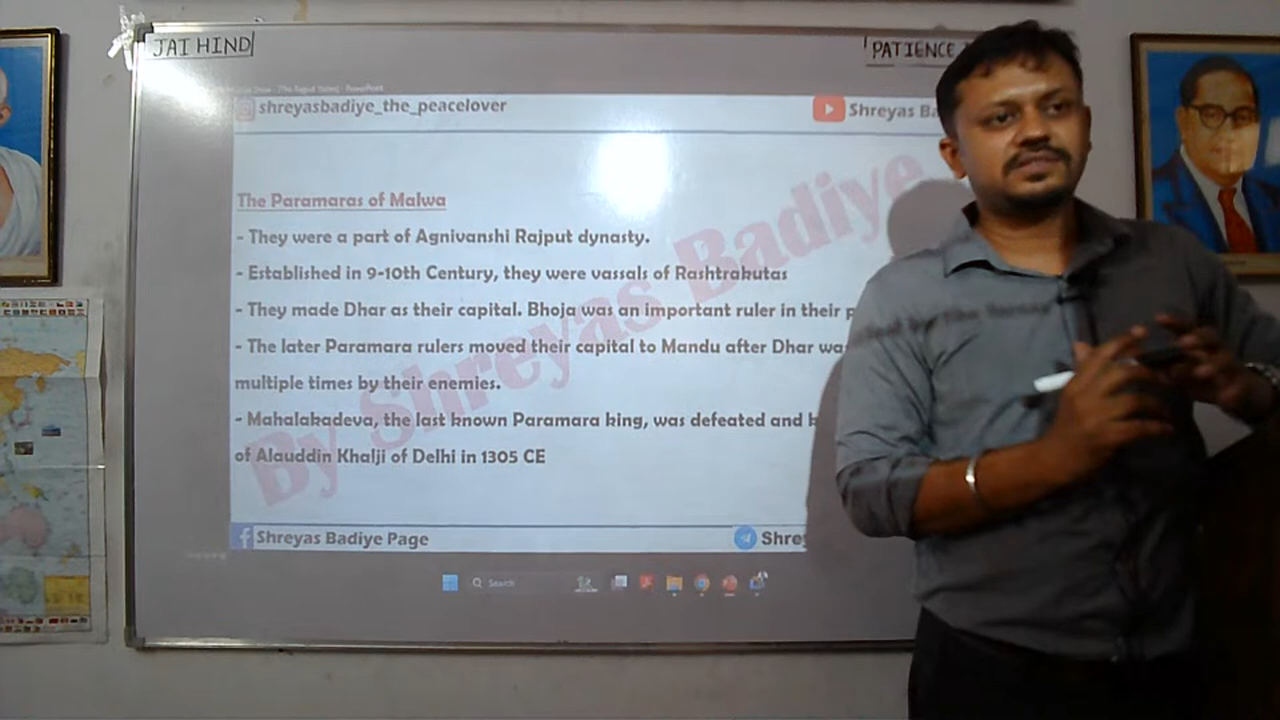 JAI HIND
PATIENCE
shreyasbadiye_the_peacelover
Shreyas
The Paramaras of Malwa
- They were a part of Agnivanshi Rajput dynasty.
- Established in 9-10th Century, they were vassals of Rashtrakutas
- They made Dhar as their capital. Bhoja was an important ruler in their
- The later Paramara rulers moved their capital to Mandu after Dhar
multiple times by their enemies.
- Mahalakadeva, the last known Paramara king, was defeated and
of Alauddin Khalji of Delhi in 1305 CE
By Shreyas Badiye
Shreyas Badiye Page
Search